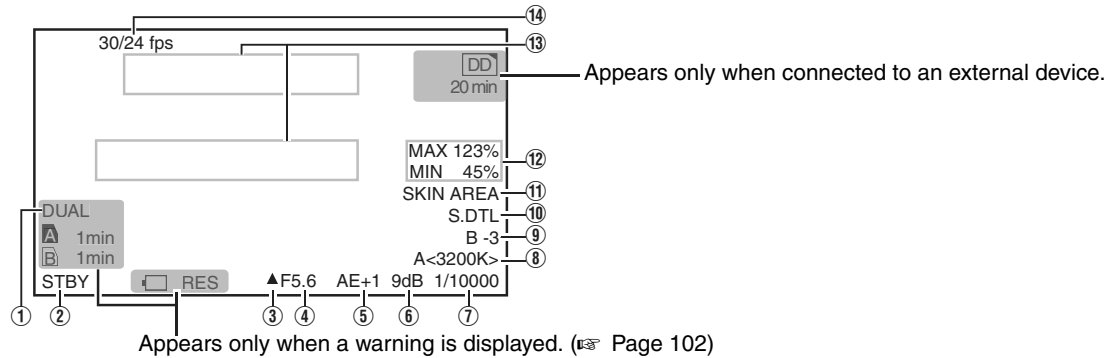 ⑭
30/24 fps
⑬
DD
20 min
Appears only when connected to an external device.
MAX 123%
MIN 45%
⑫
SKIN AREA
⑪
DUAL
①
S.DTL
⑩
A 1min
B -3
⑨
B 1min
A<3200K>
⑧
STBY
RES
▲F5.6 AE+1 9dB 1/10000
① ② ③ ④ ⑤ ⑥ ⑦
Appears only when a warning is displayed. (☞ Page 102)